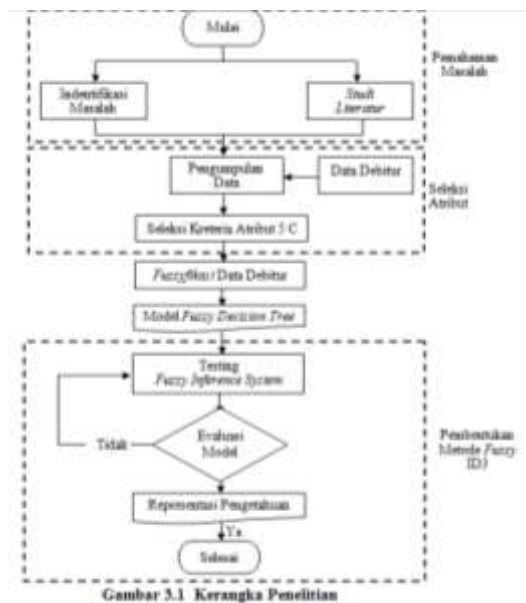 Mulai
Pemahaman
Masalah
Indentifikasi
Masalah
Studi
Literatur
Pengumpulan
Data
Data Debitur
Seleksi
Atribut
Seleksi Kreteria Atribut 5 C
Fuzzyfikasi Data Debitur
Model Fuzzy Decision Tree
Testing
Fuzzy Inference System
Tidak
Evaluasi
Model
Pembentukan
Metode Fuzzy
ID3
Representasi Pengetahuan
Ya
Selesai
Gambar 3.1 Kerangka Penelitian